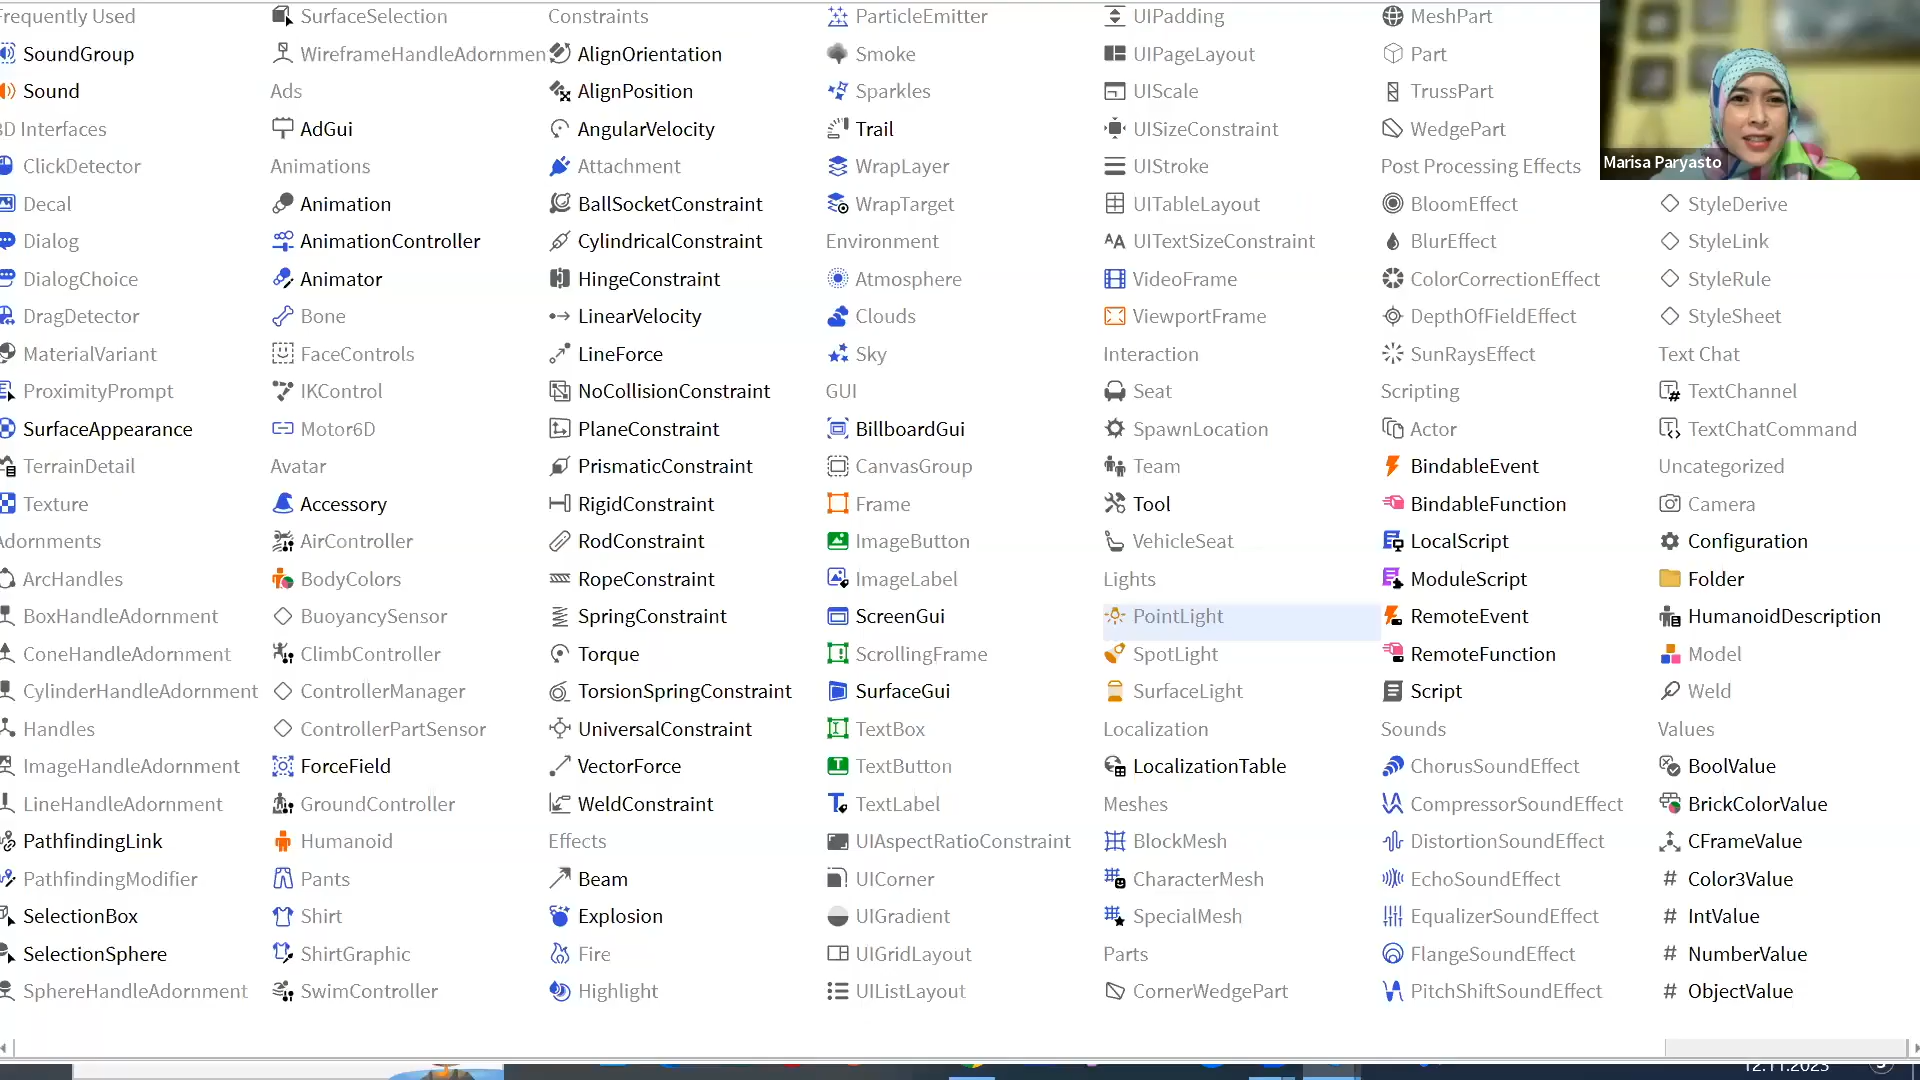 Frequently Used
SoundGroup
Sound
3D Interfaces
ClickDetector
Decal
Dialog
DialogChoice
DragDetector
MaterialVariant
ProximityPrompt
SurfaceAppearance
TerrainDetail
Texture
Adornments
ArcHandles
BoxHandleAdornment
ConeHandleAdornment
CylinderHandleAdornment
Handles
ImageHandleAdornment
LineHandleAdornment
PathfindingLink
PathfindingModifier
SelectionBox
SelectionSphere
SphereHandleAdornment
SurfaceSelection
WireframeHandleAdornmen
Ads
AdGui
Animations
Animation
AnimationController
Animator
Bone
FaceControls
IKControl
Motor6D
Avatar
Accessory
AirController
BodyColors
BuoyancySensor
ClimbController
ControllerManager
ControllerPartSensor
ForceField
GroundController
Humanoid
Pants
Shirt
ShirtGraphic
SwimController
Constraints
AlignOrientation
AlignPosition
AngularVelocity
Attachment
BallSocketConstraint
CylindricalConstraint
HingeConstraint
LinearVelocity
LineForce
NoCollisionConstraint
PlaneConstraint
PrismaticConstraint
RigidConstraint
RodConstraint
RopeConstraint
SpringConstraint
Torque
TorsionSpringConstraint
UniversalConstraint
VectorForce
WeldConstraint
Effects
Beam
Explosion
Fire
Highlight
ParticleEmitter
Smoke
Sparkles
Trail
WrapLayer
WrapTarget
Environment
Atmosphere
Clouds
Sky
GUI
BillboardGui
CanvasGroup
Frame
ImageButton
ImageLabel
ScreenGui
ScrollingFrame
SurfaceGui
TextBox
TextButton
TextLabel
UIAspectRatioConstraint
UICorner
UIGradient
UIGridLayout
UIListLayout
UIPadding
UIPageLayout
UIScale
UISizeConstraint
UIStroke
UITableLayout
UITextSizeConstraint
VideoFrame
ViewportFrame
Interaction
Seat
SpawnLocation
Team
Tool
VehicleSeat
Lights
PointLight
SpotLight
SurfaceLight
Localization
LocalizationTable
Meshes
BlockMesh
CharacterMesh
SpecialMesh
Parts
CornerWedgePart
MeshPart
Part
TrussPart
WedgePart
Post Processing Effects
BloomEffect
BlurEffect
ColorCorrectionEffect
DepthOfFieldEffect
SunRaysEffect
Scripting
Actor
BindableEvent
BindableFunction
LocalScript
ModuleScript
RemoteEvent
RemoteFunction
Script
Sounds
ChorusSoundEffect
CompressorSoundEffect
DistortionSoundEffect
EchoSoundEffect
EqualizerSoundEffect
FlangeSoundEffect
PitchShiftSoundEffect
Marisa Paryasto
StyleDerive
StyleLink
StyleRule
StyleSheet
Text Chat
TextChannel
TextChatCommand
Uncategorized
Camera
Configuration
Folder
HumanoidDescription
Model
Weld
Values
BoolValue
BrickColorValue
CFrameValue
Color3Value
IntValue
NumberValue
ObjectValue
12.11.2023